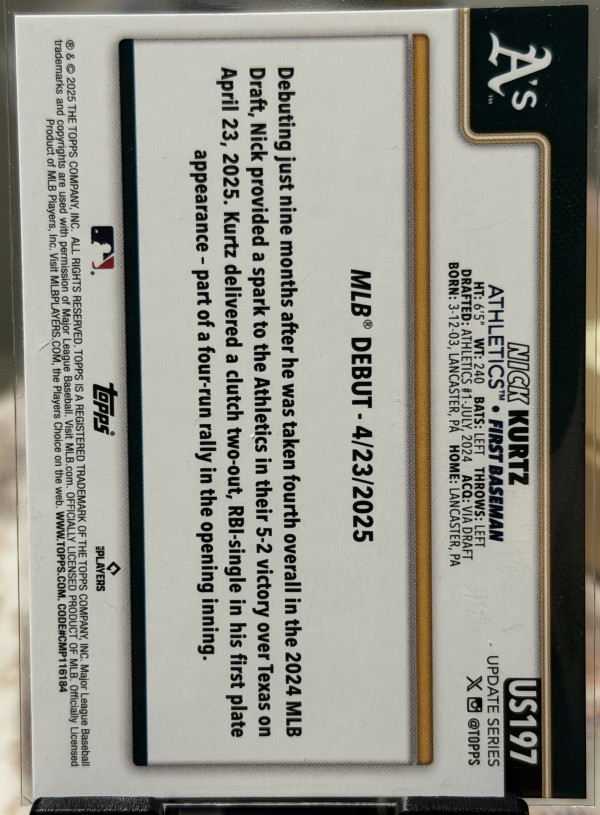 A's™
US197
NICK KURTZ
UPDATE SERIES
ATHLETICS™ • FIRST BASEMAN
@TOPPS
HT: 6'5" WT: 240 BATS: LEFT THROWS: LEFT
DRAFTED: ATHLETICS #1-JULY, 2024 ACQ: VIA DRAFT
BORN: 3-12-03, LANCASTER, PA HOME: LANCASTER, PA
MLB® DEBUT - 4/23/2025
Debuting just nine months after he was taken fourth overall in the 2024 MLB
Draft, Nick provided a spark to the Athletics in their 5-2 victory over Texas on
April 23, 2025. Kurtz delivered a clutch two-out, RBI-single in his first plate
appearance – part of a four-run rally in the opening inning.
topps®
PLAYERS
® & © 2025 THE TOPPS COMPANY, INC. ALL RIGHTS RESERVED. TOPPS IS A REGISTERED TRADEMARK OF THE TOPPS COMPANY, INC. Major League Baseball
trademarks and copyrights are used with permission of Major League Baseball. Visit MLB.com. OFFICIALLY LICENSED PRODUCT OF MLB. Officially Licensed
Product of MLB Players, Inc. Visit MLBPLAYERS.COM, the Players Choice on the web. WWW.TOPPS.COM. CODE#CMP116184